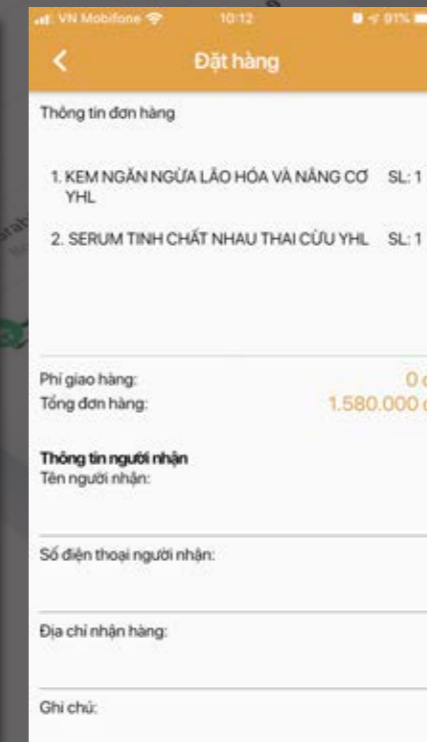 VN Mobifone 10:12 91%
Đặt hàng
Thông tin đơn hàng
1. KEM NGĂN NGỪA LÃO HÓA VÀ NÂNG CƠ SL: 1
YHL
2. SERUM TINH CHẤT NHAU THAI CỪU YHL SL: 1
Phí giao hàng: 0 đ
Tổng đơn hàng: 1.580.000 đ
Thông tin người nhận
Tên người nhận:
Số điện thoại người nhận:
Địa chỉ nhận hàng:
Ghi chú: